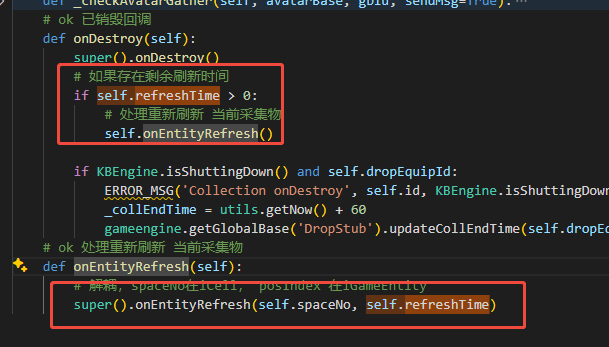 def _checkAvatarGather(self, avatarBase, gbId, sendMsg=True):
# ok 已销毁回调
def onDestroy(self):
super().onDestroy()
# 如果存在剩余刷新时间
if self.refreshTime > 0:
# 处理重新刷新 当前采集物
self.onEntityRefresh()
if KBEngine.isShuttingDown() and self.dropEquipId:
ERROR_MSG('Collection onDestroy', self.id, KBEngine.isShuttingDown
_collEndTime = utils.getNow() + 60
gameengine.getGlobalBase('DropStub').updateCollEndTime(self.dropEq
# ok 处理重新刷新 当前采集物
def onEntityRefresh(self):
# 解耦, spaceNo在iCell, posIndex 在iGameEntity
super().onEntityRefresh(self.spaceNo, self.refreshTime)